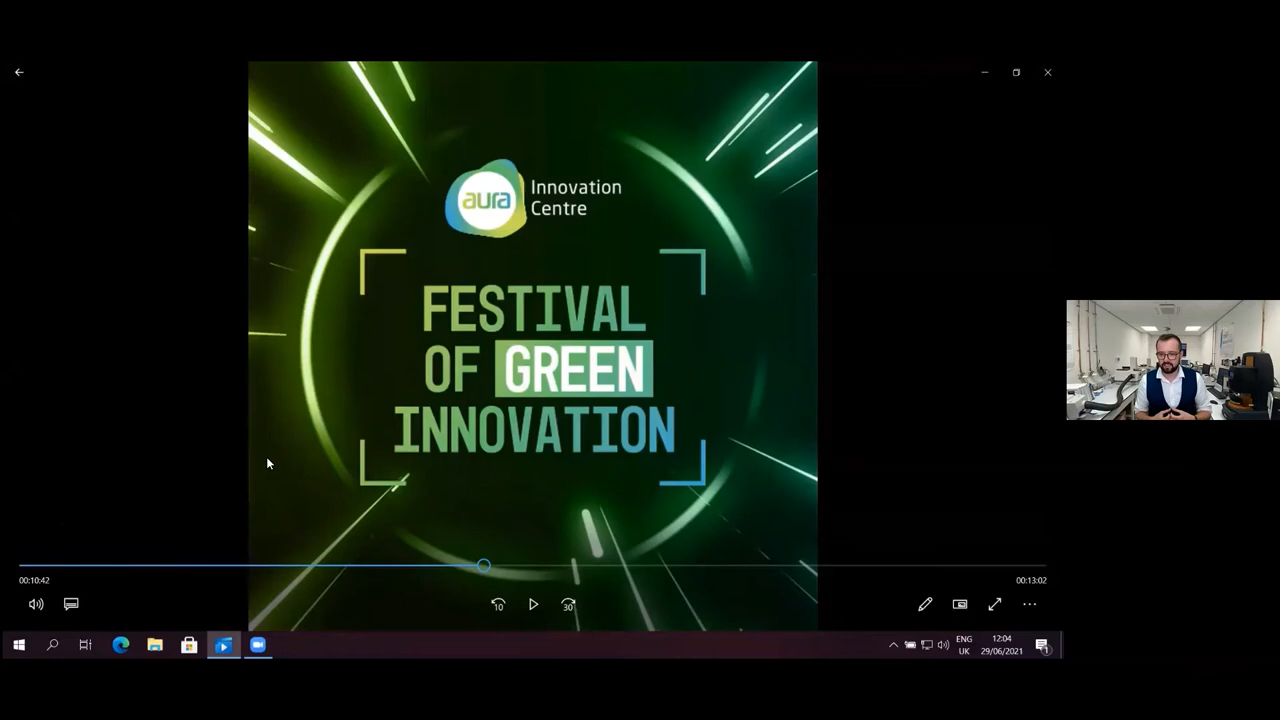 aura
Innovation
Centre
FESTIVAL
OF GREEN
INNOVATION
00:10:42
00:13:02
10
30
ENG
UK
12:04
29/06/2021
1